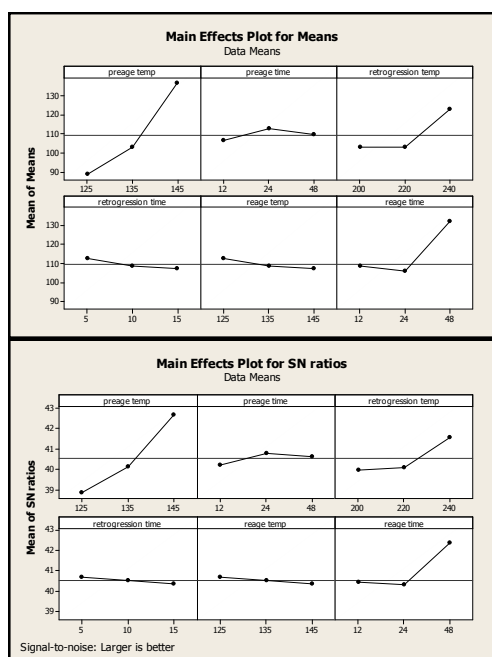 Main Effects Plot for Means
Data Means
preage temp preage time retrogression temp
130
120
110
100
90
125 135 145 12 24 48 200 220 240
retrogression time reage temp reage time
130
120
110
100
90
5 10 15 125 135 145 12 24 48
Mean of Means
Main Effects Plot for SN ratios
Data Means
preage temp preage time retrogression temp
43
42
41
40
39
125 135 145 12 24 48 200 220 240
retrogression time reage temp reage time
43
42
41
40
39
5 10 15 125 135 145 12 24 48
Mean of SN ratios
Signal-to-noise: Larger is better